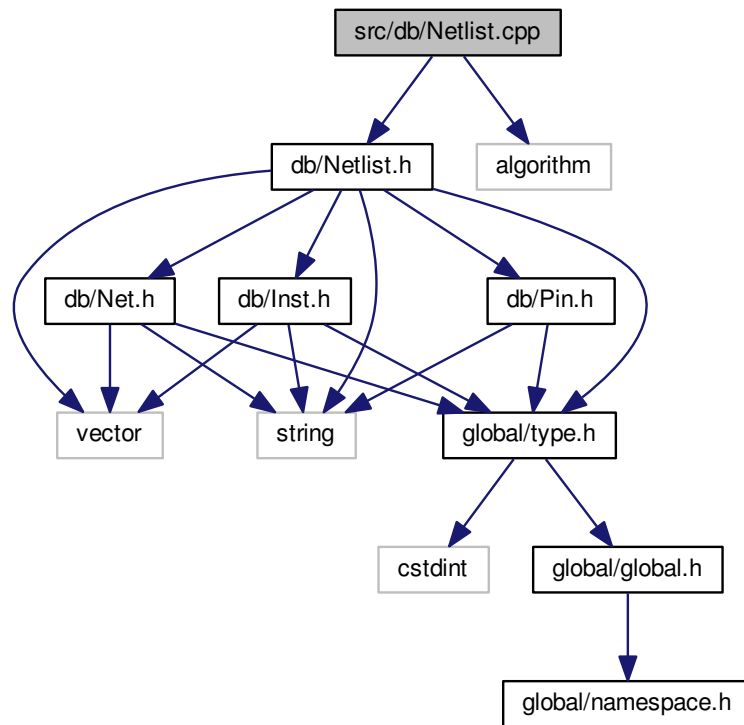 src/db/Netlist.cpp
db/Netlist.h
algorithm
db/Net.h
db/Inst.h
db/Pin.h
vector
string
global/type.h
cstdint
global/global.h
global/namespace.h